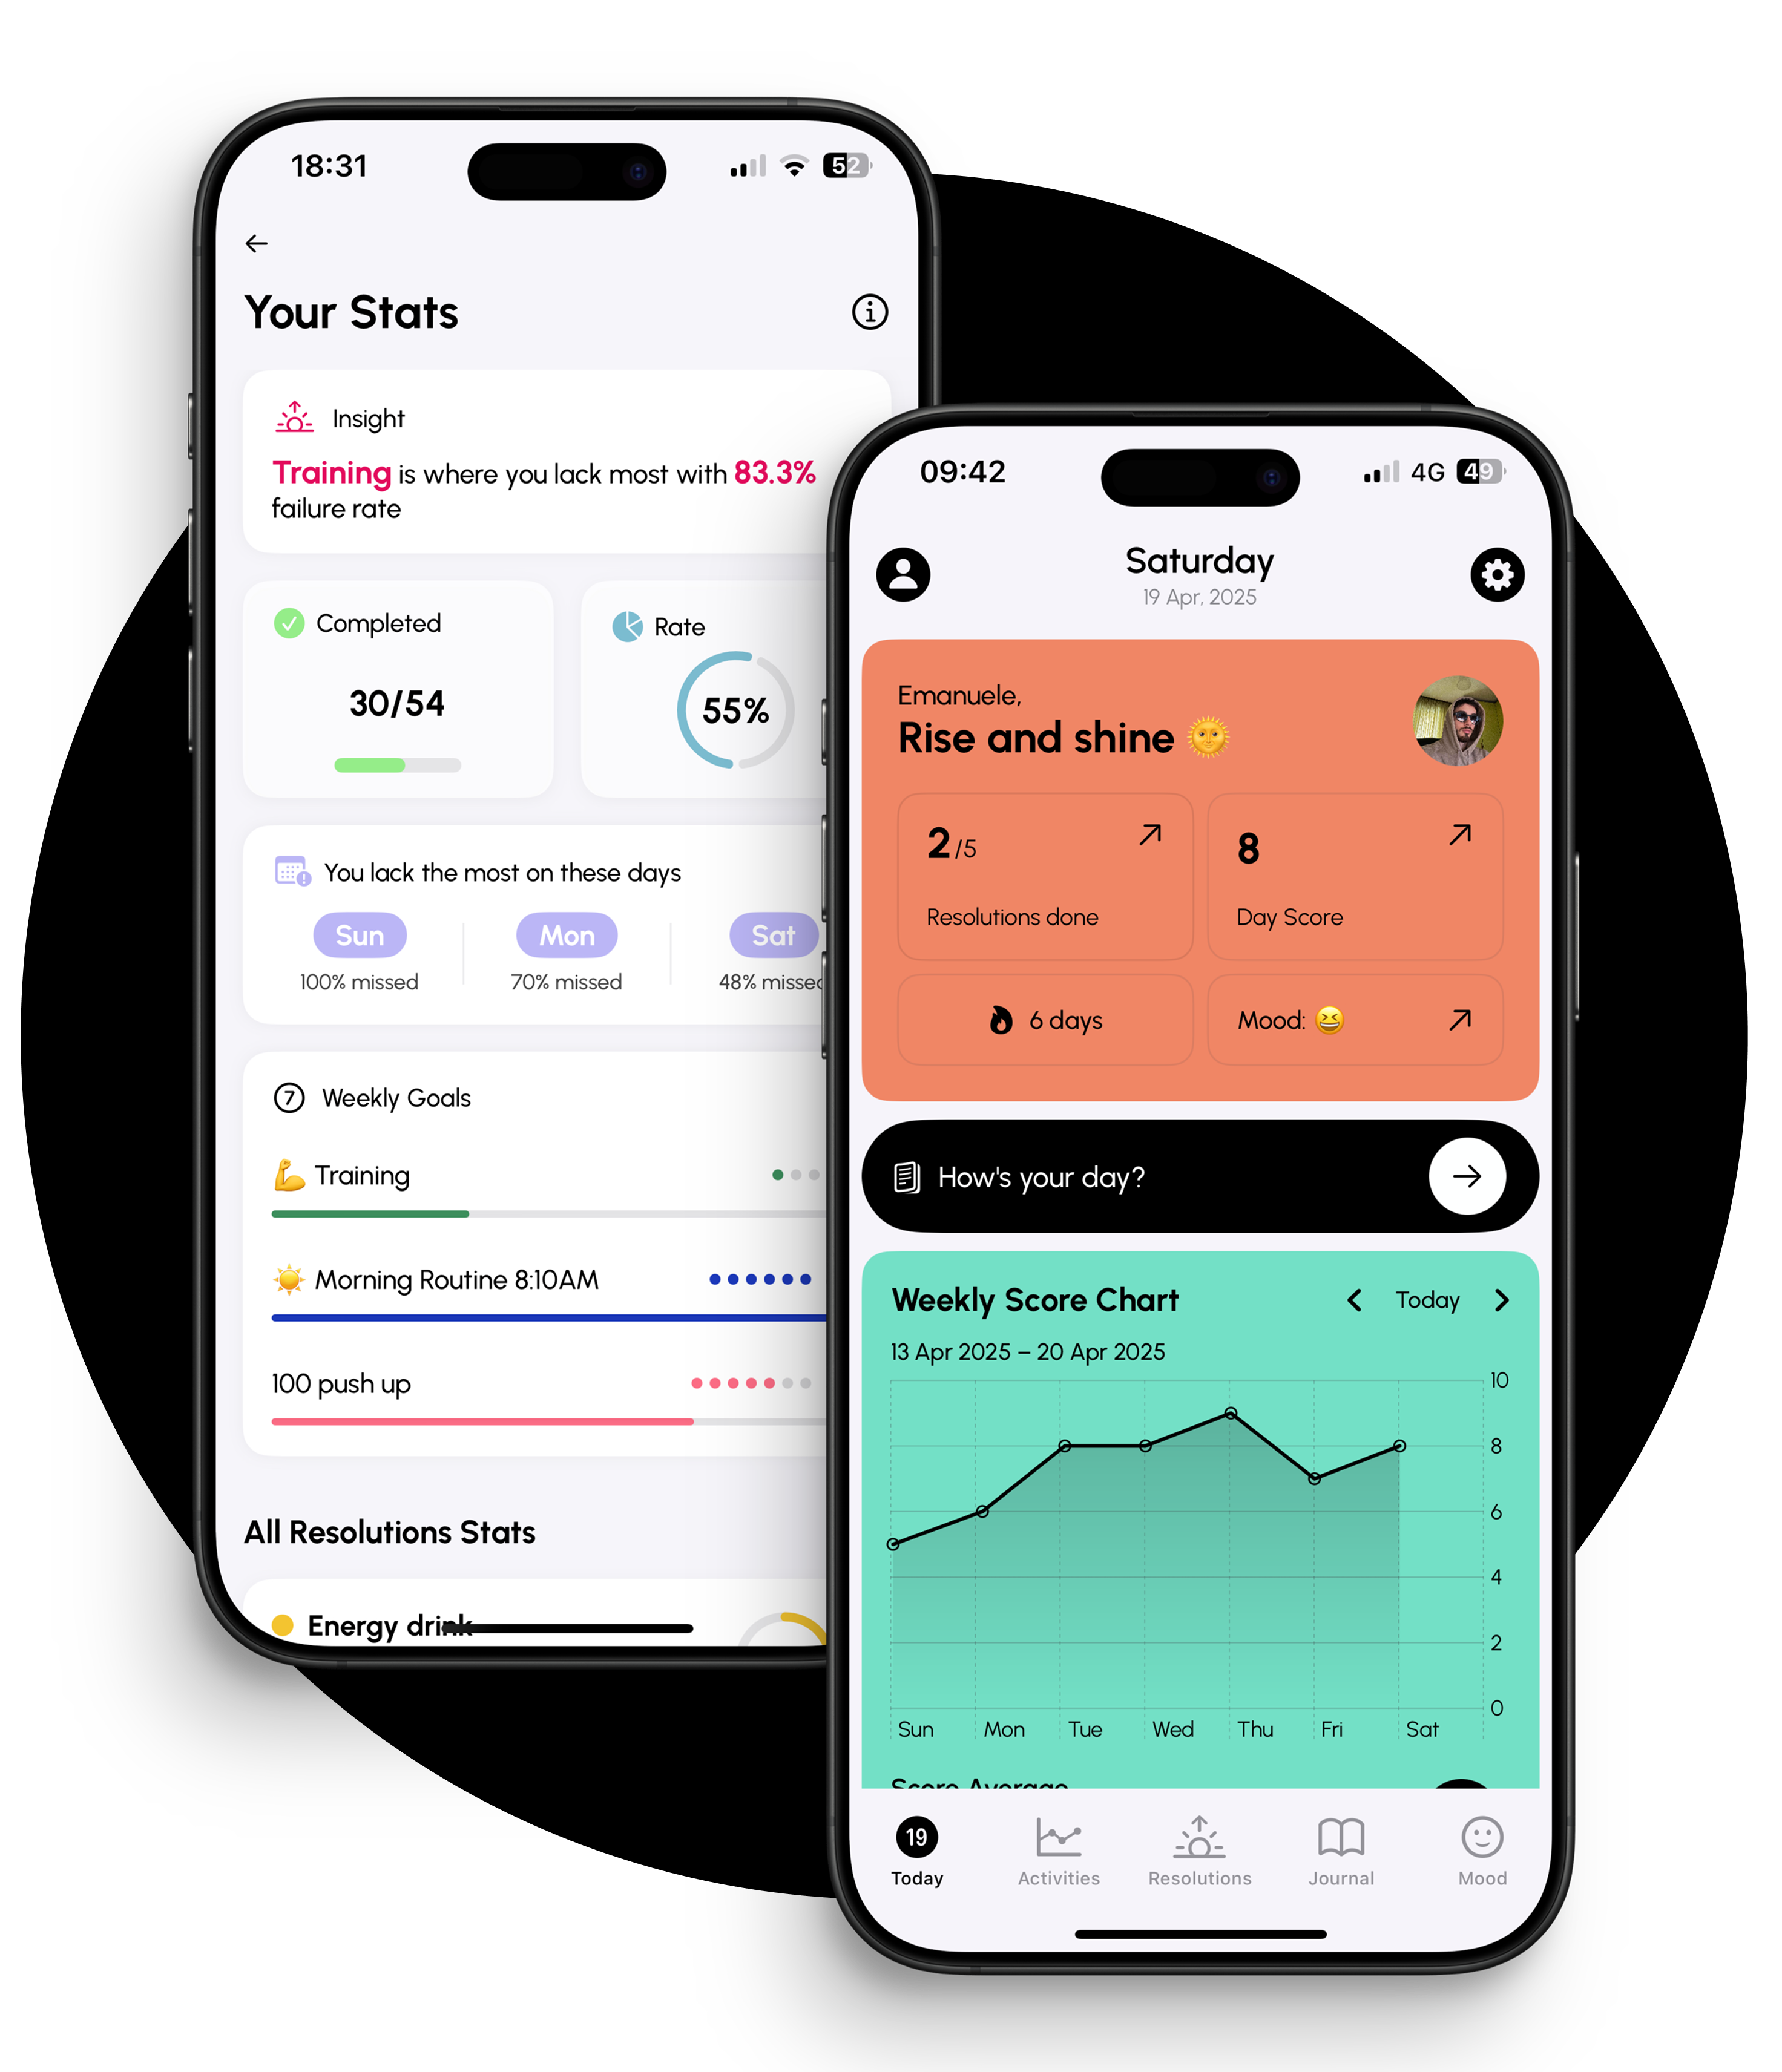 18:31
52
Your Stats
Insight
Training is where you lack most with 83.3%
failure rate
Completed
30/54
Rate
55%
You lack the most on these days
Sun
100% missed
Mon
70% missed
Sat
48% missed
7 Weekly Goals
💪 Training
☀️ Morning Routine 8:10AM
100 push up
All Resolutions Stats
Energy drink
09:42
4G 49
Saturday
19 Apr, 2025
Emanuele,
Rise and shine 🌞
2/5
Resolutions done
8
Day Score
6 days
Mood: 😆
How's your day?
Weekly Score Chart
Today
13 Apr 2025 – 20 Apr 2025
10
8
6
4
2
0
Sun Mon Tue Wed Thu Fri Sat
Score Average
19
Today Activities Resolutions Journal Mood